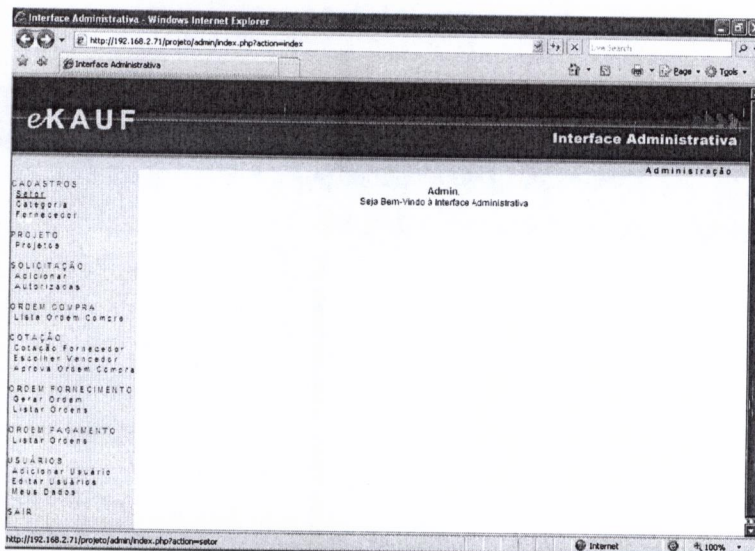 Interface Administrativa - Windows Internet Explorer
http://192.168.2.71/projeto/admin/index.php?action=index
Live Search
Interface Administrativa
Page
Tools
eKAUF
Interface Administrativa
Administração
CADASTROS
Setor
Categoria
Fornecedor
PROJETO
Projetos
SOLICITAÇÃO
Adicionar
Autorizadas
ORDEM COMPRA
Lista Ordem Compra
COTAÇÃO
Cotação Fornecedor
Escolher Vencedor
Aprova Ordem Compra
ORDEM FORNECIMENTO
Gerar Ordem
Listar Ordens
ORDEM PAGAMENTO
Listar Ordens
USUÁRIOS
Adicionar Usuário
Editar Usuários
Meus Dados
SAIR
Admin,
Seja Bem-Vindo à Interface Administrativa
http://192.168.2.71/projeto/admin/index.php?action=setor
Internet
100%